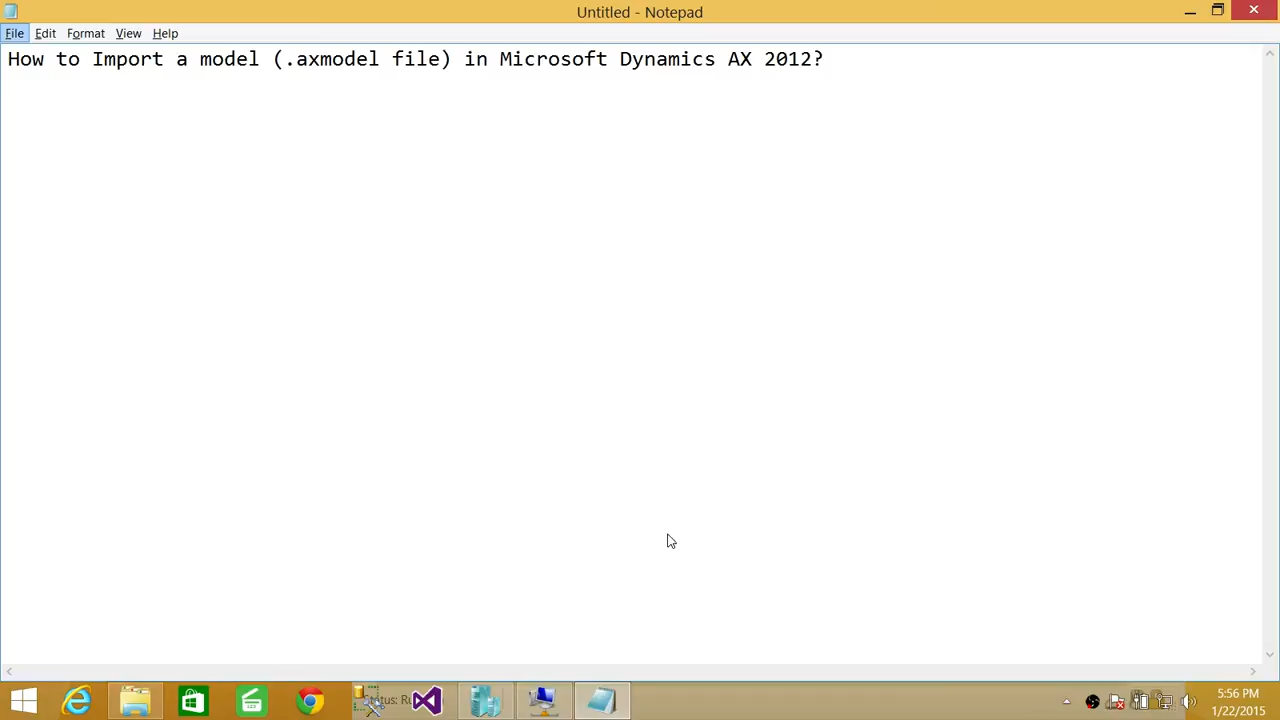 Untitled - Notepad
File Edit Format View Help
How to Import a model (.axmodel file) in Microsoft Dynamics AX 2012?
5:56 PM
1/22/2015